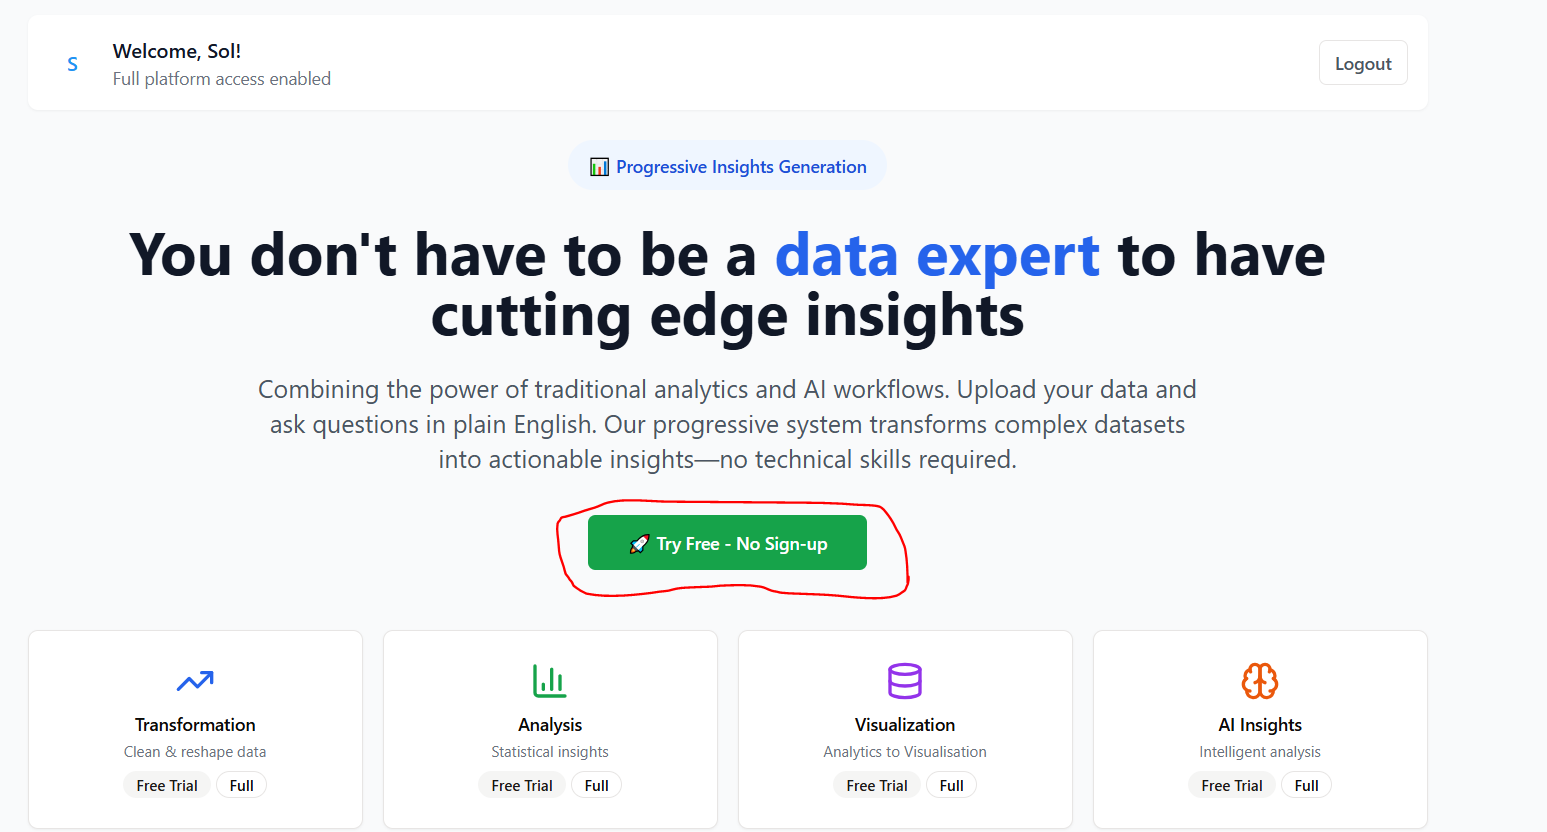 S
Welcome, Sol!
Full platform access enabled
Logout
📊 Progressive Insights Generation
You don't have to be a data expert to have
cutting edge insights
Combining the power of traditional analytics and AI workflows. Upload your data and
ask questions in plain English. Our progressive system transforms complex datasets
into actionable insights—no technical skills required.
🚀 Try Free - No Sign-up
Transformation
Clean & reshape data
Free Trial Full
Analysis
Statistical insights
Free Trial Full
Visualization
Analytics to Visualisation
Free Trial Full
AI Insights
Intelligent analysis
Free Trial Full